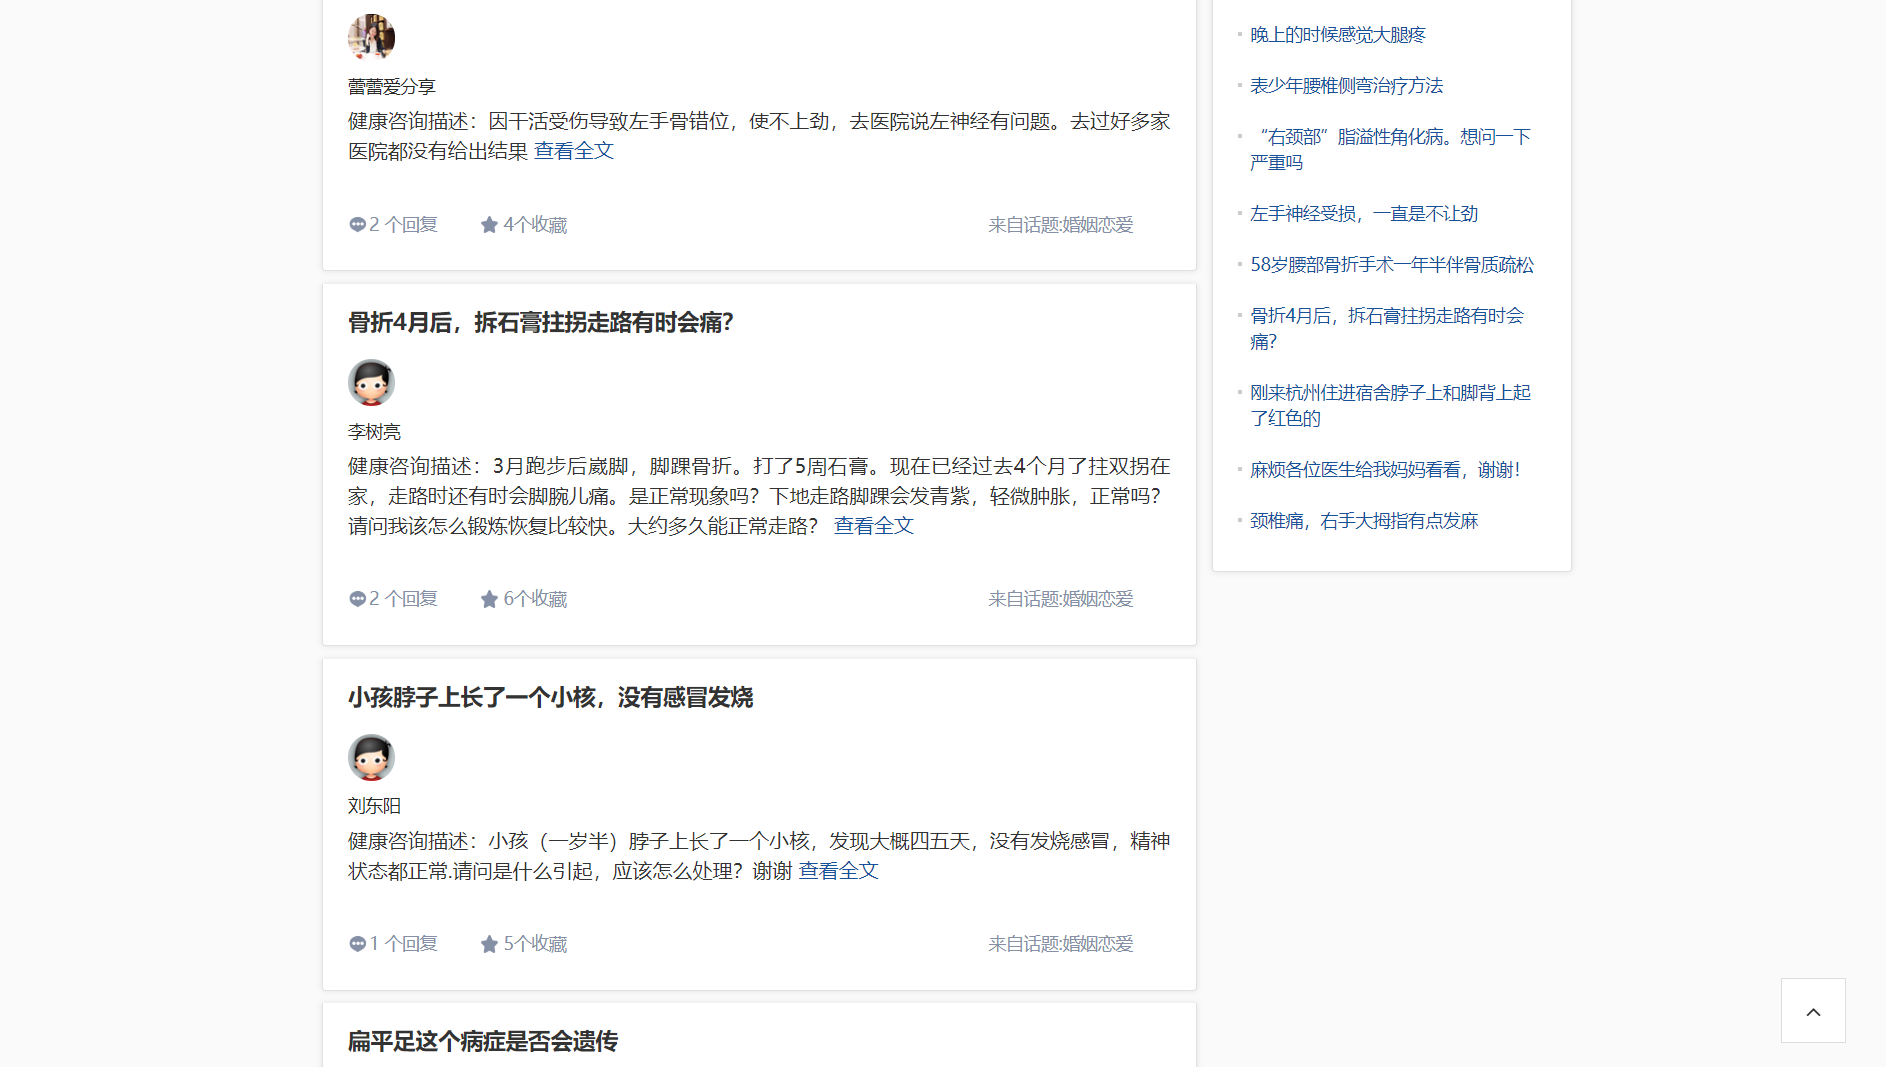 蕾蕾爱分享
健康咨询描述：因干活受伤导致左手骨错位，使不上劲，去医院说左神经有问题。去过好多家
医院都没有给出结果 查看全文
2 个回复 4个收藏 来自话题:婚姻恋爱
骨折4月后，拆石膏拄拐走路有时会痛？
李树亮
健康咨询描述：3月跑步后崴脚，脚踝骨折。打了5周石膏。现在已经过去4个月了拄双拐在
家，走路时还有时会脚腕儿痛。是正常现象吗？下地走路脚踝会发青紫，轻微肿胀，正常吗？
请问我该怎么锻炼恢复比较快。大约多久能正常走路？ 查看全文
2 个回复 6个收藏 来自话题:婚姻恋爱
小孩脖子上长了一个小核，没有感冒发烧
刘东阳
健康咨询描述：小孩（一岁半）脖子上长了一个小核，发现大概四五天，没有发烧感冒，精神
状态都正常.请问是什么引起，应该怎么处理？谢谢 查看全文
1 个回复 5个收藏 来自话题:婚姻恋爱
扁平足这个病症是否会遗传
晚上的时候感觉大腿疼
表少年腰椎侧弯治疗方法
“右颈部”脂溢性角化病。想问一下
严重吗
左手神经受损，一直是不让劲
58岁腰部骨折手术一年半伴骨质疏松
骨折4月后，拆石膏拄拐走路有时会
痛？
刚来杭州住进宿舍脖子上和脚背上起
了红色的
麻烦各位医生给我妈妈看看，谢谢！
颈椎痛，右手大拇指有点发麻